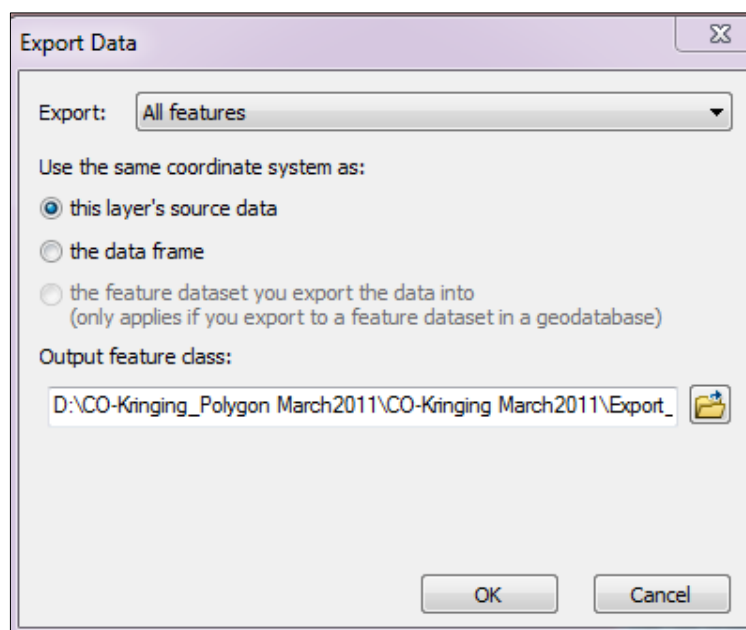 Export Data
Export: All features
Use the same coordinate system as:
this layer's source data
the data frame
the feature dataset you export the data into
(only applies if you export to a feature dataset in a geodatabase)
Output feature class:
D:\CO-Kringing_Polygon March2011\CO-Kringing March2011\Export_
OK Cancel